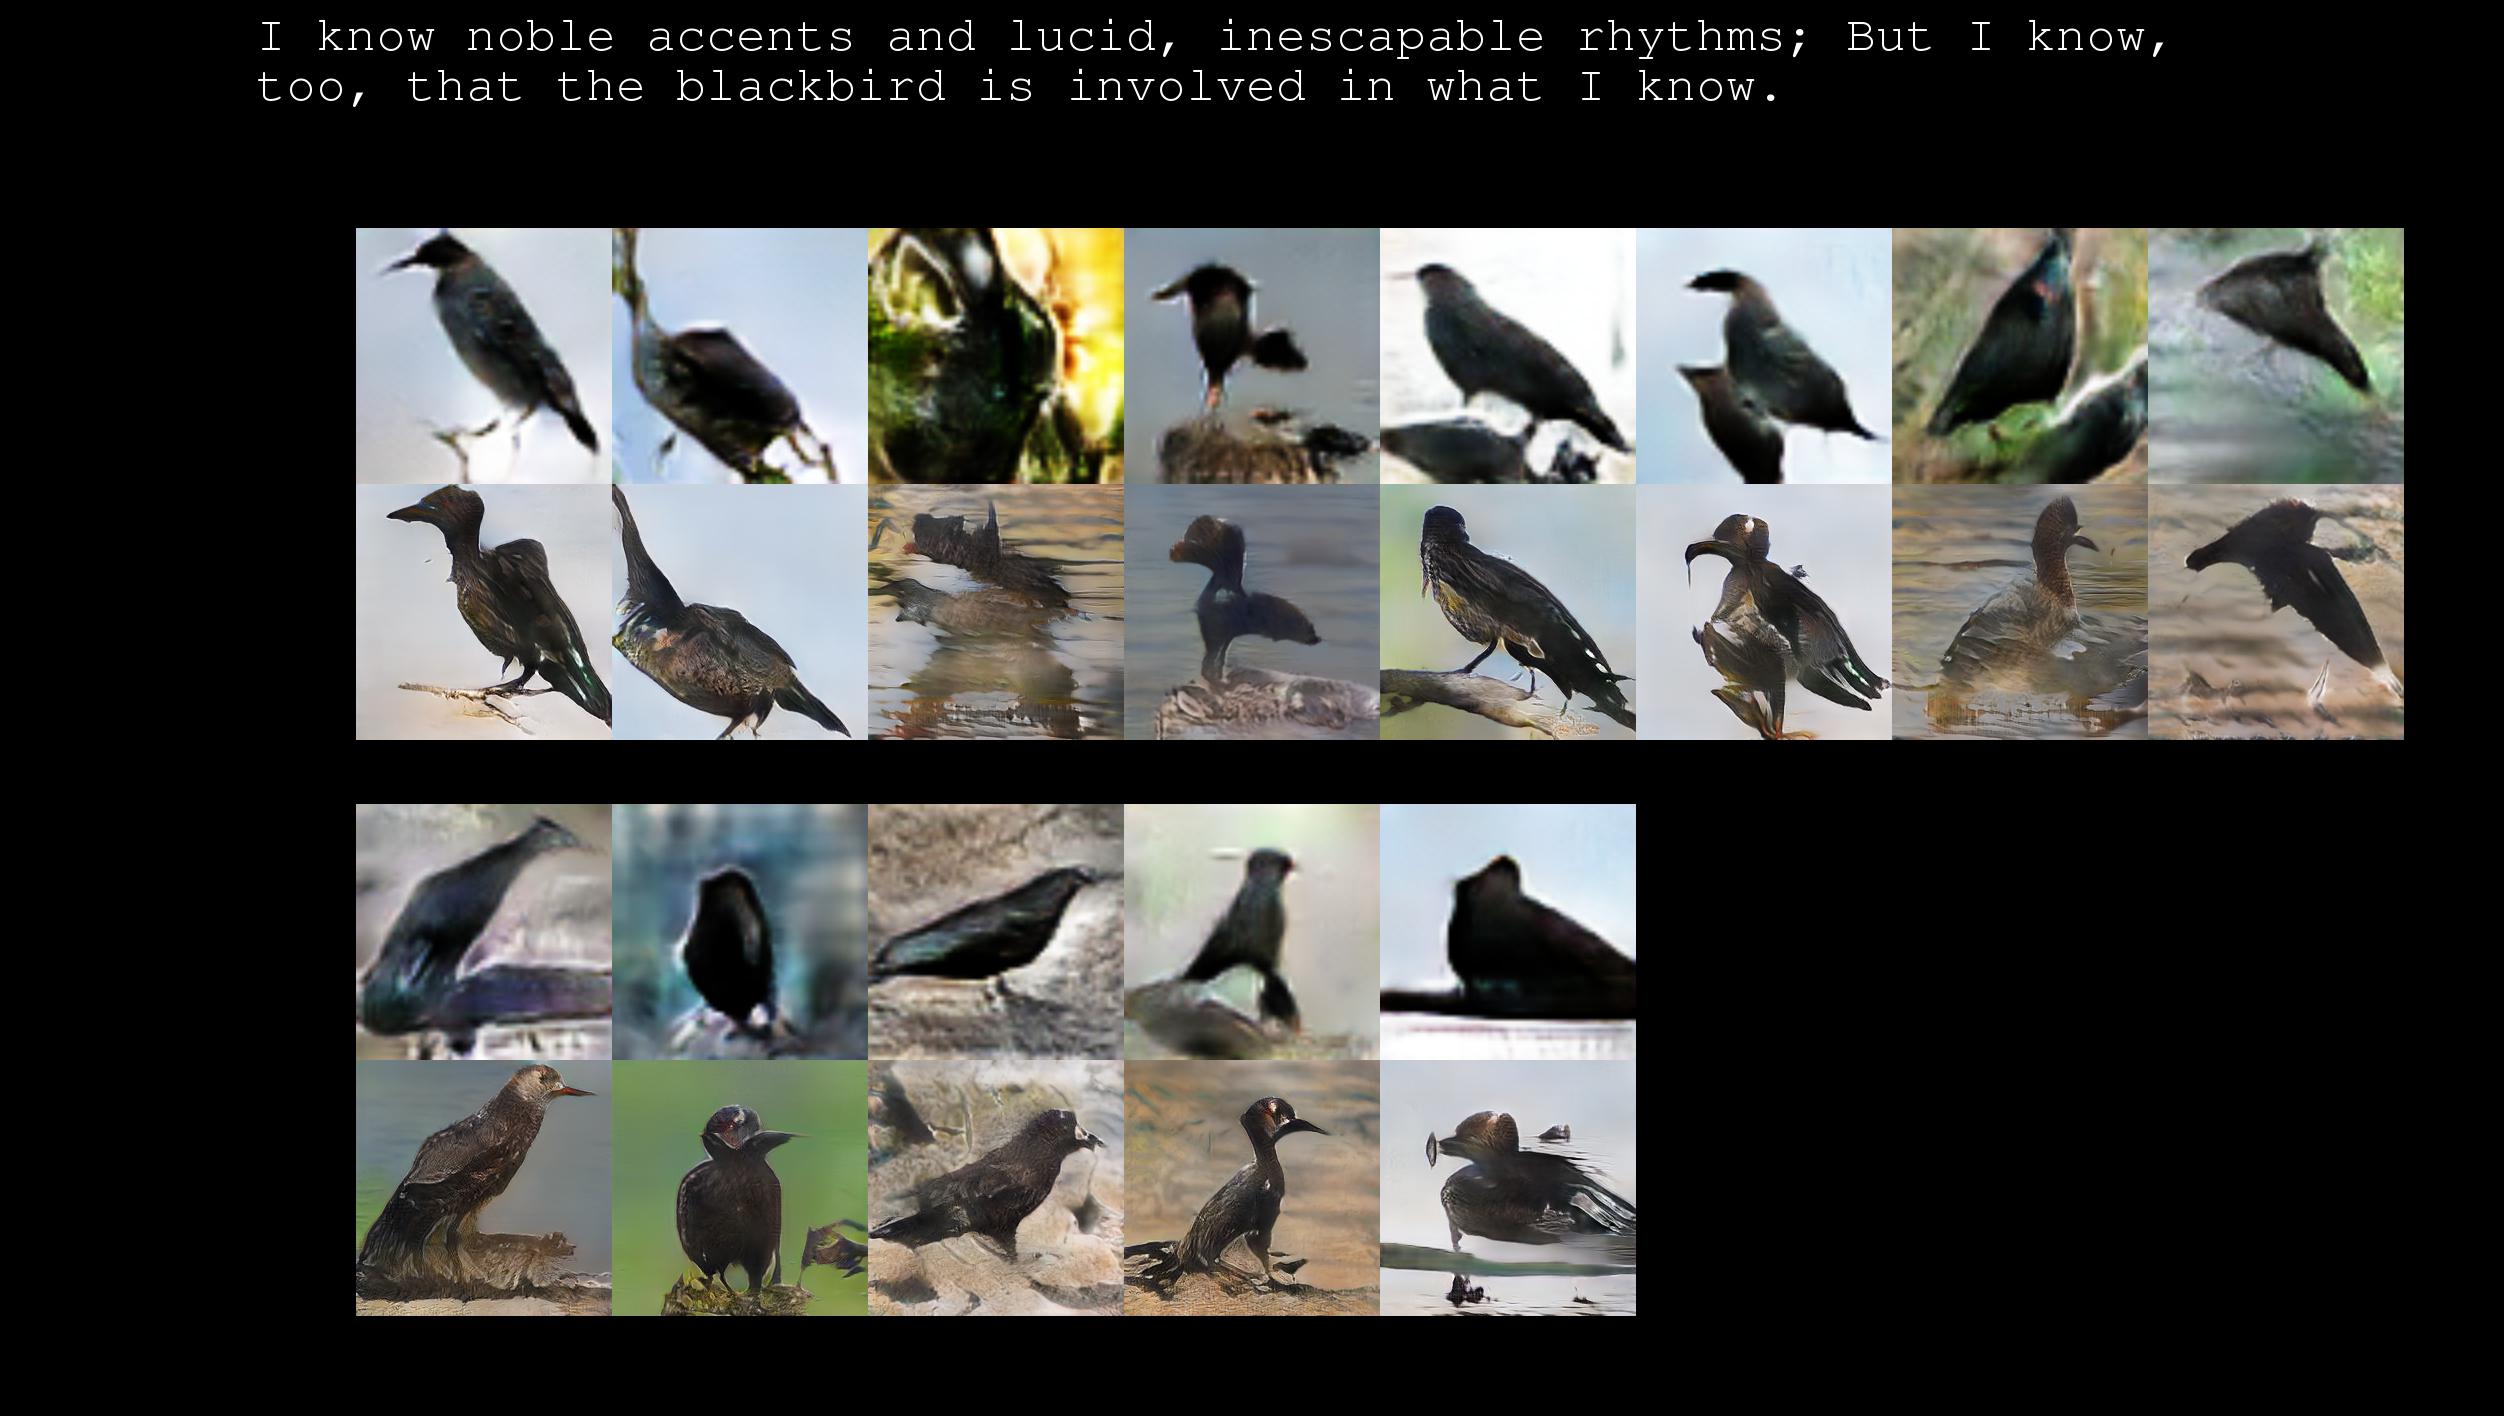 I know noble accents and lucid, inescapable rhythms; But I know,
too, that the blackbird is involved in what I know.